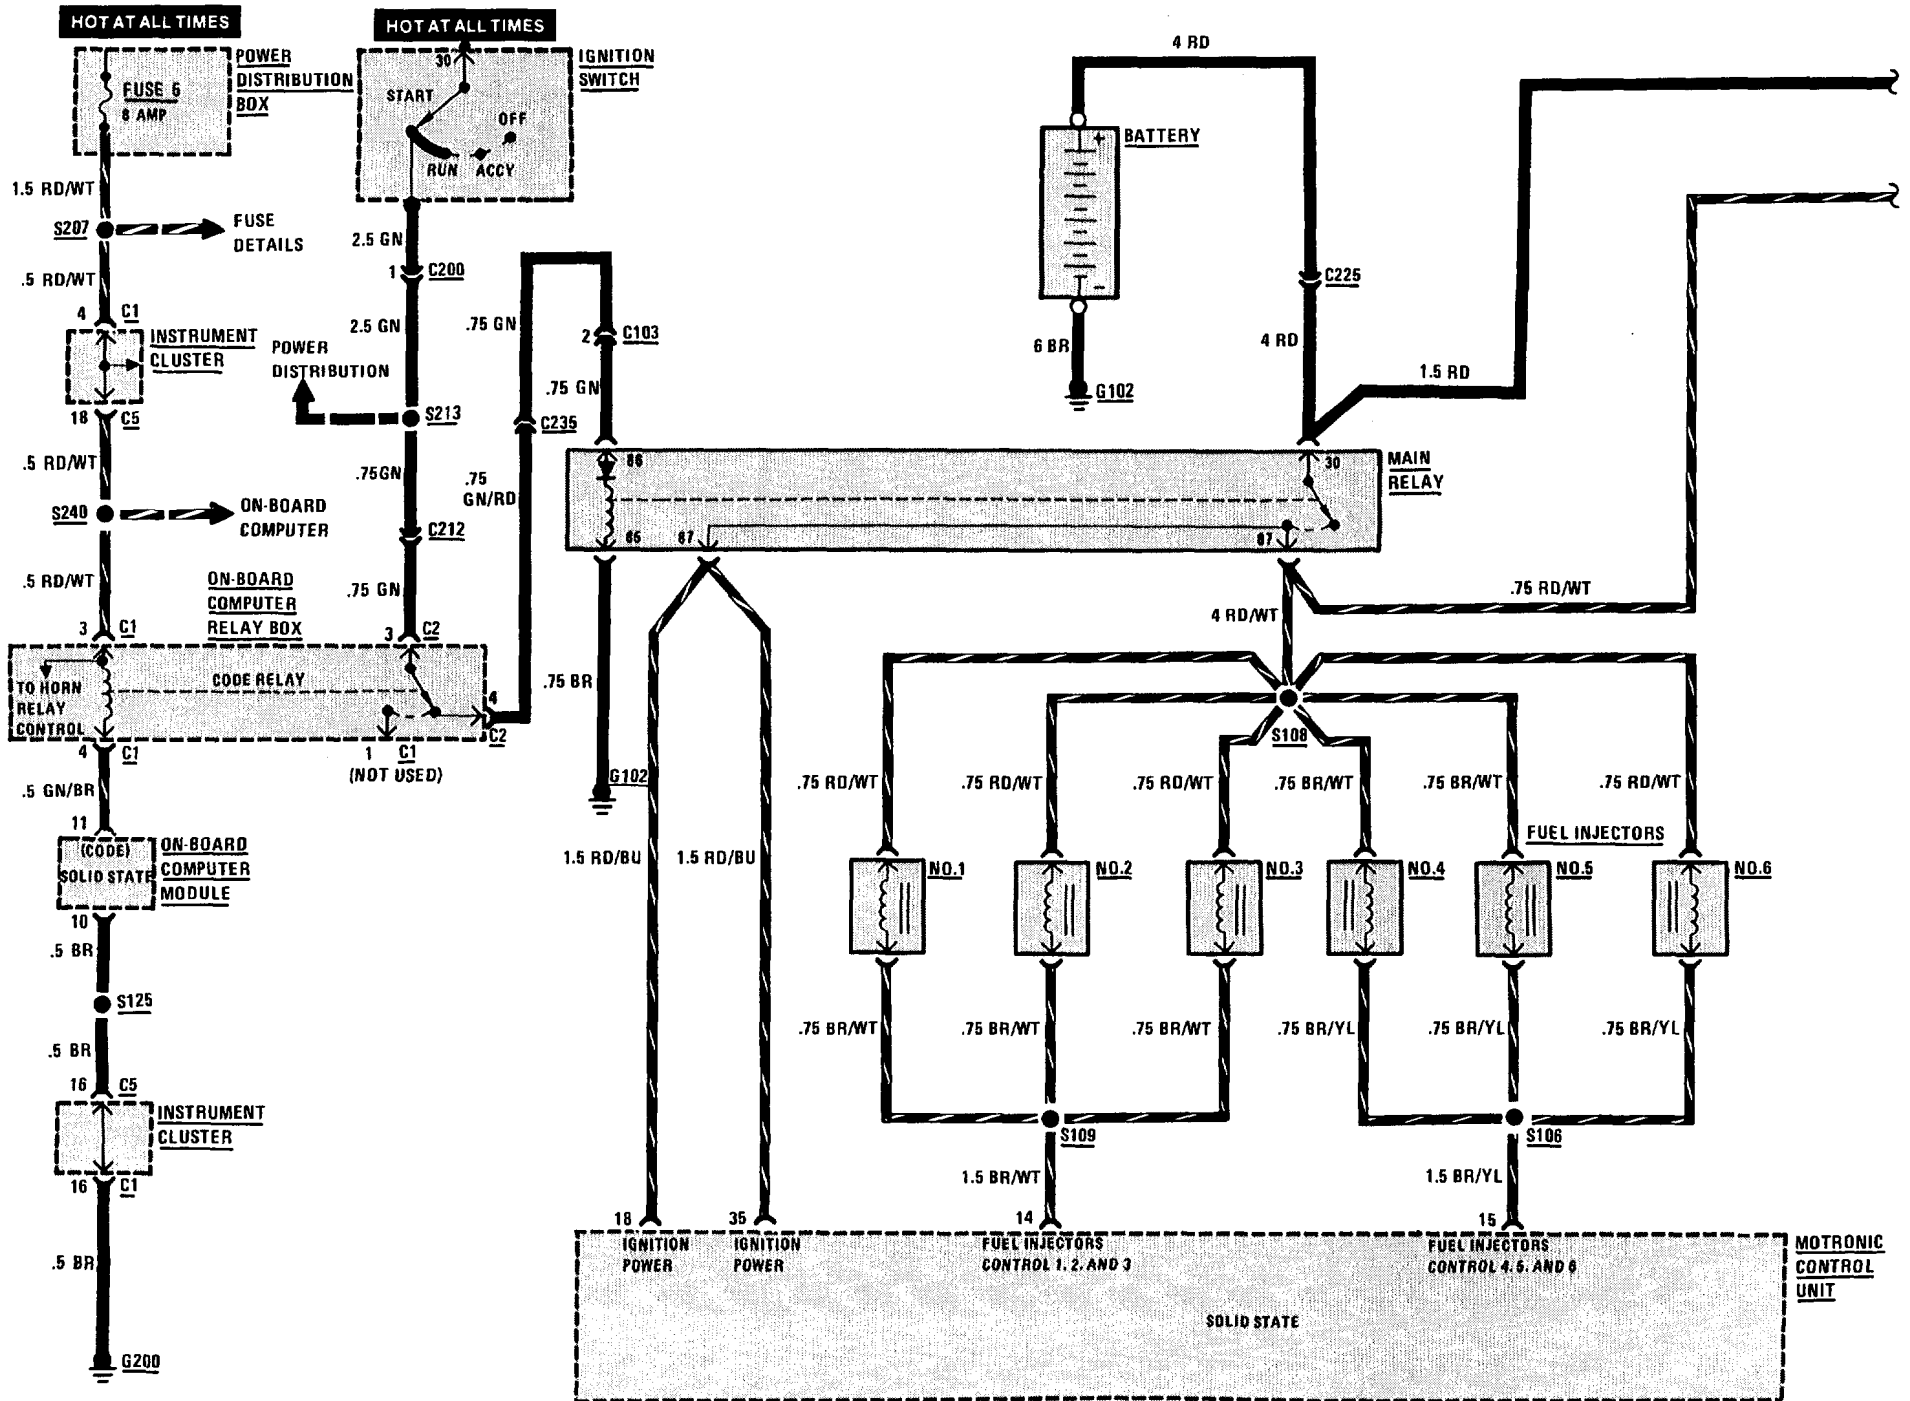 HOT AT ALL TIMES
HOT AT ALL TIMES
POWER
DISTRIBUTION
BOX
FUSE 6
8 AMP
IGNITION
SWITCH
30
START
OFF
RUN
ACCY
4 RD
BATTERY
+
-
1.5 RD/WT
S207
FUSE
DETAILS
2.5 GN
1
C200
.5 RD/WT
4
C1
INSTRUMENT
CLUSTER
2.5 GN
POWER
DISTRIBUTION
.75 GN
2
C103
C225
6 BR
4 RD
1.5 RD
G102
18
C5
S213
.75 GN
C235
.5 RD/WT
.75GN
.75
GN/RD
86
30
MAIN
RELAY
S240
ON-BOARD
COMPUTER
C212
85
87
87
.5 RD/WT
ON-BOARD
COMPUTER
RELAY BOX
.75 GN
.75 RD/WT
4 RD/WT
3
C1
3
C2
TO HORN
RELAY
CONTROL
CODE RELAY
4
C2
.75 BR
4
C1
1
C1
(NOT USED)
S108
G102
.5 GN/BR
.75 RD/WT
.75 RD/WT
.75 RD/WT
.75 BR/WT
.75 BR/WT
.75 RD/WT
11
(CODE)
SOLID STATE
ON-BOARD
COMPUTER
MODULE
1.5 RD/BU
1.5 RD/BU
FUEL INJECTORS
NO.1
NO.2
NO.3
NO.4
NO.5
NO.6
10
.5 BR
S125
.75 BR/WT
.75 BR/WT
.75 BR/WT
.75 BR/YL
.75 BR/YL
.75 BR/YL
.5 BR
16
C5
INSTRUMENT
CLUSTER
S109
S106
16
C1
1.5 BR/WT
1.5 BR/YL
18
35
14
15
.5 BR
IGNITION
POWER
IGNITION
POWER
FUEL INJECTORS
CONTROL 1, 2, AND 3
FUEL INJECTORS
CONTROL 4, 5, AND 6
MOTRONIC
CONTROL
UNIT
SOLID STATE
G200